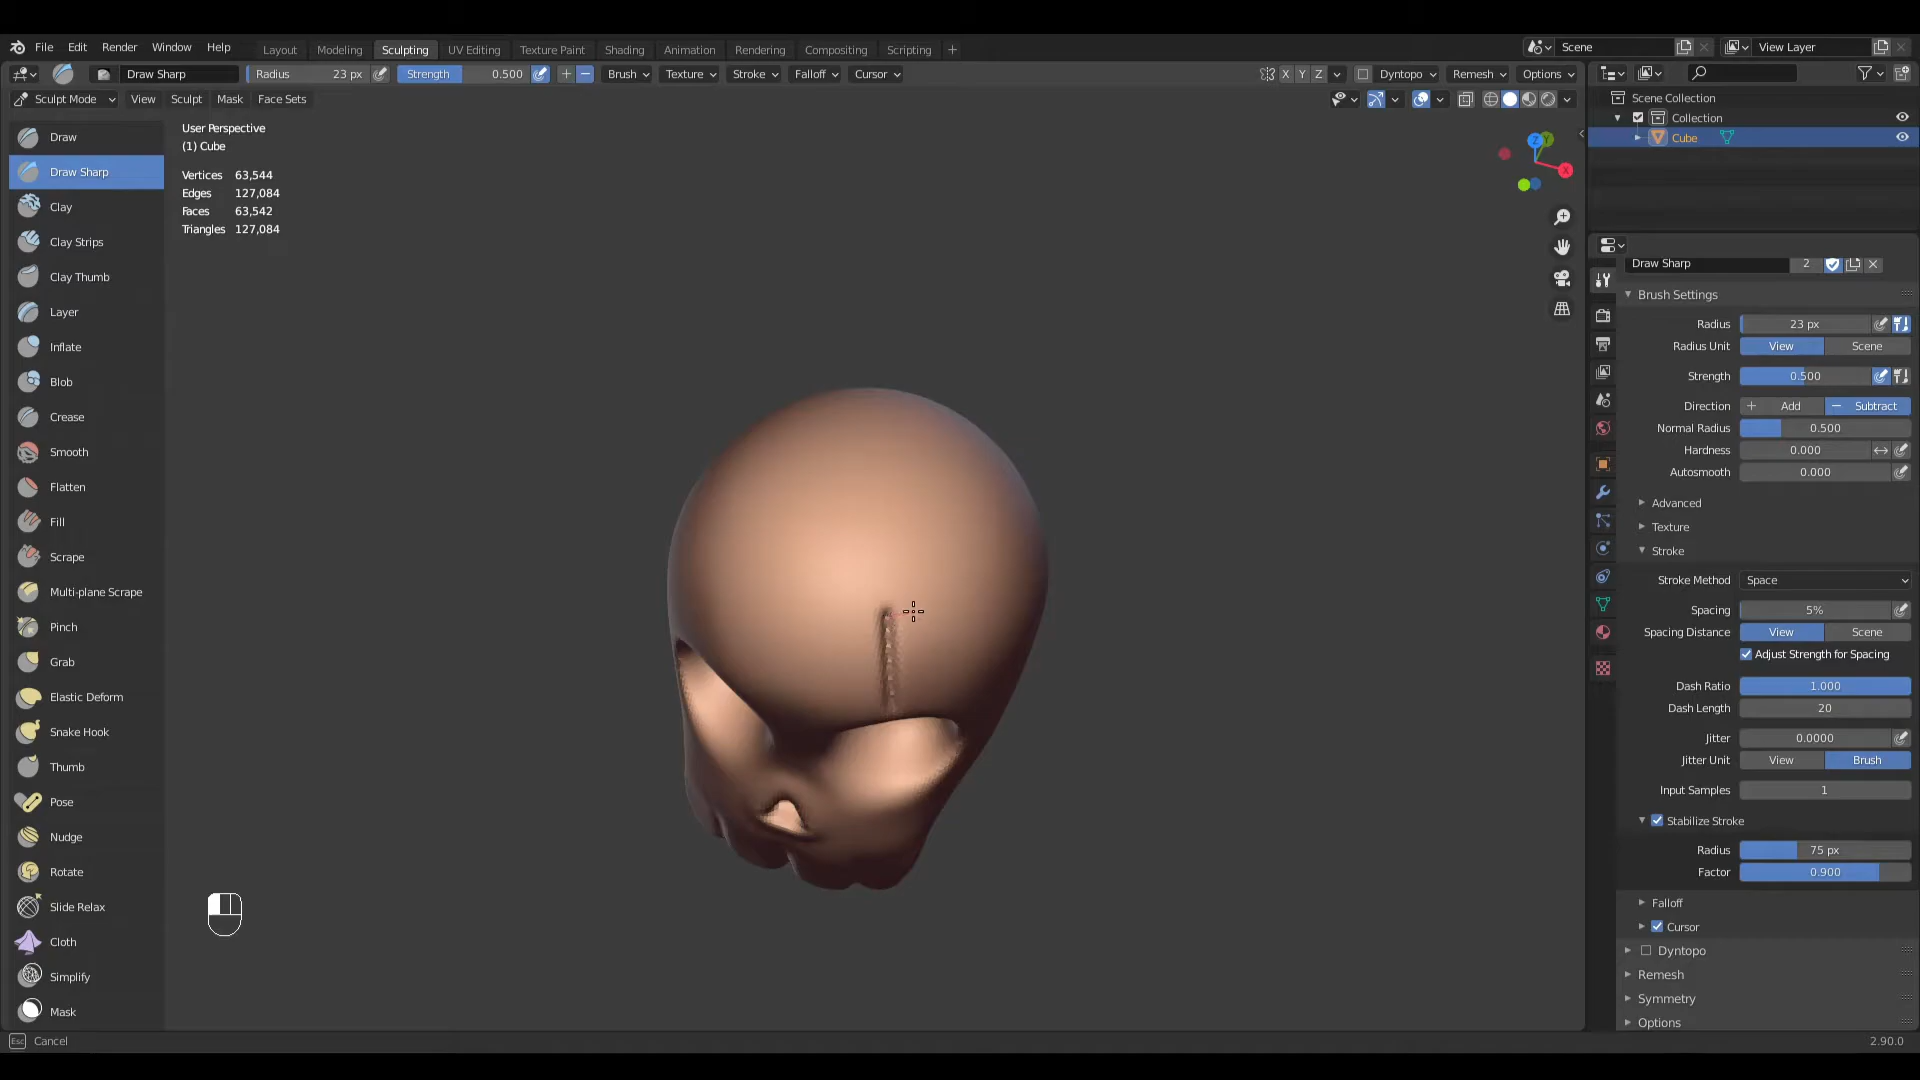 File Edit Render Window Help
Layout Modeling Sculpting UV Editing Texture Paint Shading Animation Rendering Compositing Scripting +
Scene
View Layer
Draw Sharp
Radius 23 px
Strength 0.500
+ −
Brush Texture Stroke Falloff Cursor
X Y Z
Dyntopo Remesh Options
Sculpt Mode View Sculpt Mask Face Sets
Scene Collection
Collection
Cube
User Perspective
(1) Cube
Vertices 63,544
Edges 127,084
Faces 63,542
Triangles 127,084
Z Y
X
Draw
Draw Sharp
Clay
Clay Strips
Clay Thumb
Layer
Inflate
Blob
Crease
Smooth
Flatten
Fill
Scrape
Multi-plane Scrape
Pinch
Grab
Elastic Deform
Snake Hook
Thumb
Pose
Nudge
Rotate
Slide Relax
Cloth
Simplify
Mask
Draw Sharp 2
Brush Settings
Radius 23 px
Radius Unit View Scene
Strength 0.500
Direction + Add − Subtract
Normal Radius 0.500
Hardness 0.000
Autosmooth 0.000
Advanced
Texture
Stroke
Stroke Method Space
Spacing 5%
Spacing Distance View Scene
Adjust Strength for Spacing
Dash Ratio 1.000
Dash Length 20
Jitter 0.0000
Jitter Unit View Brush
Input Samples 1
Stabilize Stroke
Radius 75 px
Factor 0.900
Falloff
Cursor
Dyntopo
Remesh
Symmetry
Options
Esc Cancel
2.90.0